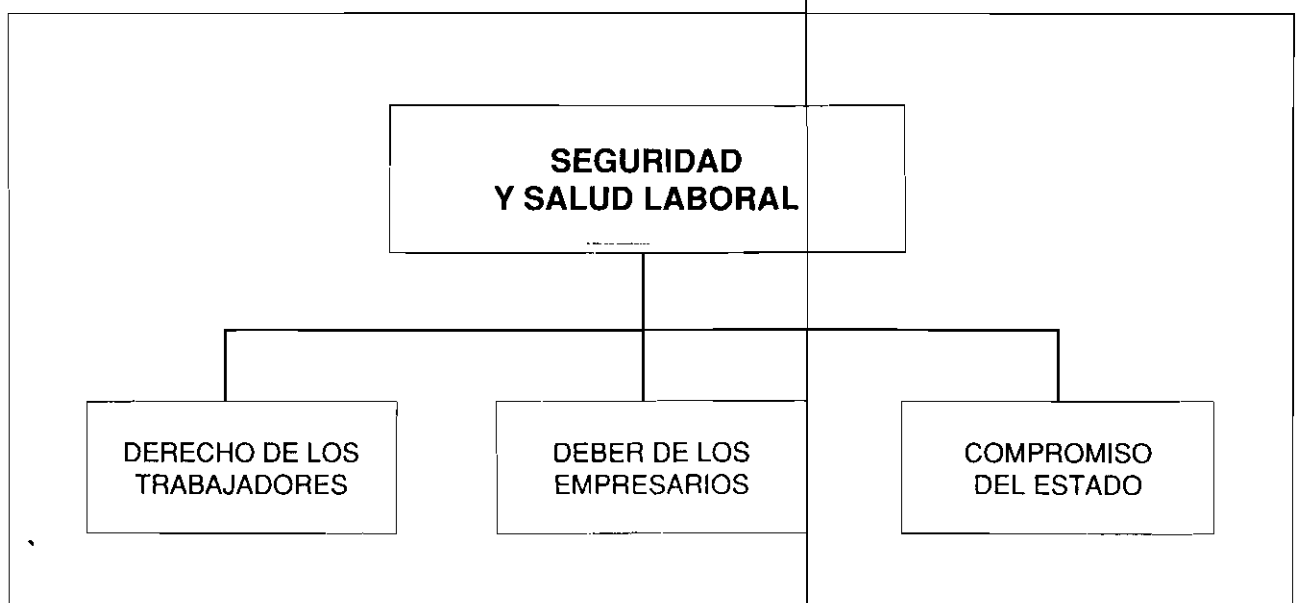 SEGURIDAD
Y SALUD LABORAL
DERECHO DE LOS
TRABAJADORES
DEBER DE LOS
EMPRESARIOS
COMPROMISO
DEL ESTADO